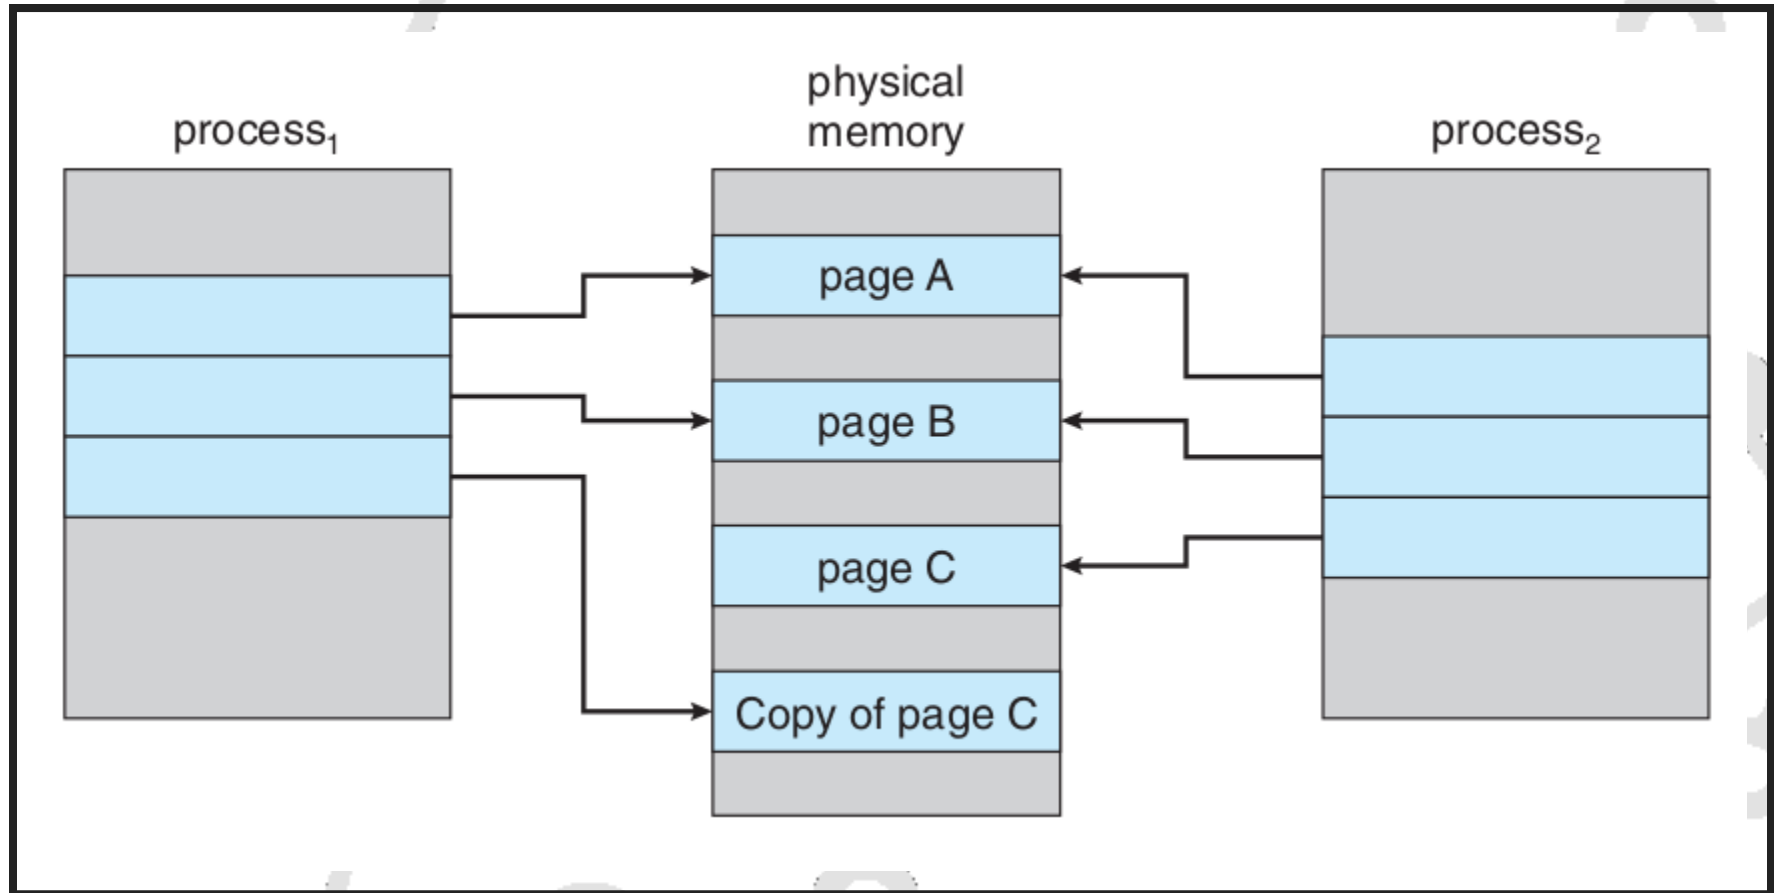 physical
memory
process₁
process₂
page A
page B
page C
Copy of page C